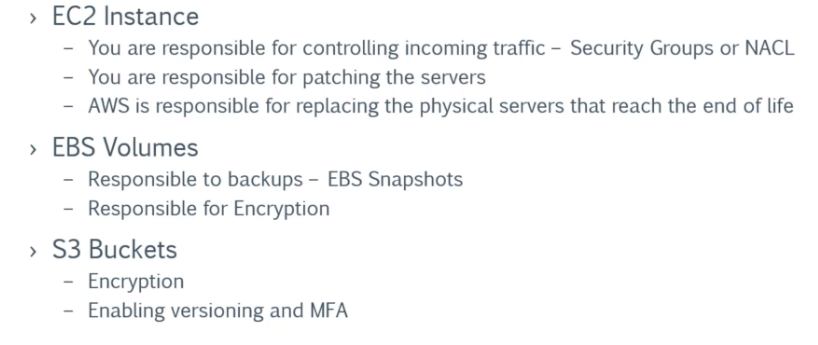 › EC2 Instance
– You are responsible for controlling incoming traffic – Security Groups or NACL
– You are responsible for patching the servers
– AWS is responsible for replacing the physical servers that reach the end of life
› EBS Volumes
– Responsible to backups – EBS Snapshots
– Responsible for Encryption
› S3 Buckets
– Encryption
– Enabling versioning and MFA